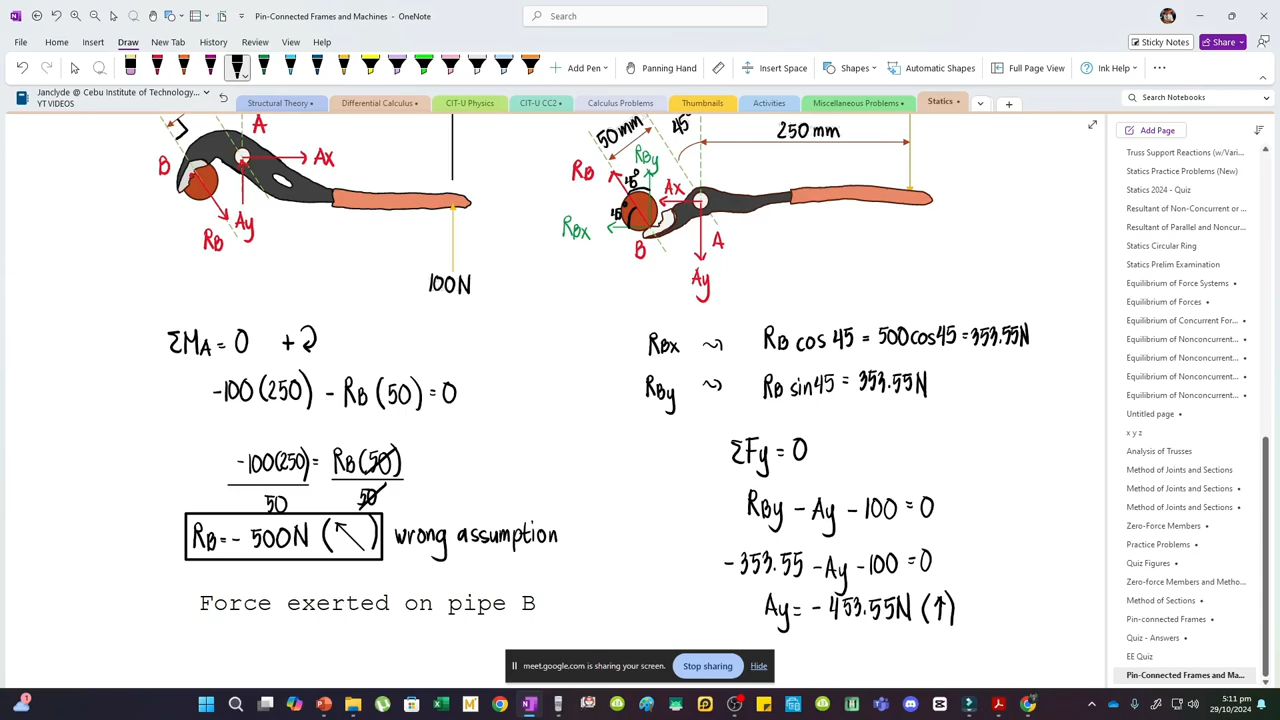 Pin-Connected Frames and Machines - OneNote
Search
File Home Insert Draw New Tab History Review View Help
Sticky Notes
Share
Add Pen
Panning Hand
Insert Space
Shapes
Automatic Shapes
Full Page View
Ink Help
Janclyde @ Cebu Institute of Technology...
YT VIDEOS
Structural Theory
Differential Calculus
CIT-U Physics
CIT-U CC2
Calculus Problems
Thumbnails
Activities
Miscellaneous Problems
Statics
Search Notebooks
Add Page
A
B
Ax
Ay
RB
100N
50mm
45°
250mm
RBy
RB
45°
Ax
45
RBx
B
A
Ay
ΣMA = 0 +
-100(250) - RB(50) = 0
-100(250) = RB(50)
50 50
RB = - 500N (↖) wrong assumption
Force exerted on pipe B
RBx ~> RB cos 45 = 500cos45 = 353.55N
RBy ~> RB sin45 = 353.55N
ΣFy = 0
RBy - Ay - 100 = 0
-353.55 - Ay - 100 = 0
Ay = - 453.55N (↑)
Truss Support Reactions (w/Vari...
Statics Practice Problems (New)
Statics 2024 - Quiz
Resultant of Non-Concurrent or ...
Resultant of Parallel and Noncur...
Statics Circular Ring
Statics Prelim Examination
Equilibrium of Force Systems
Equilibrium of Forces
Equilibrium of Concurrent For...
Equilibrium of Nonconcurrent...
Equilibrium of Nonconcurrent...
Equilibrium of Nonconcurrent...
Equilibrium of Nonconcurrent...
Untitled page
x y z
Analysis of Trusses
Method of Joints and Sections
Method of Joints and Sections
Method of Joints and Sections
Zero-Force Members
Practice Problems
Quiz Figures
Zero-force Members and Metho...
Method of Sections
Pin-connected Frames
Quiz - Answers
EE Quiz
Pin-Connected Frames and Ma...
meet.google.com is sharing your screen.
Stop sharing
Hide
5:11 pm
29/10/2024